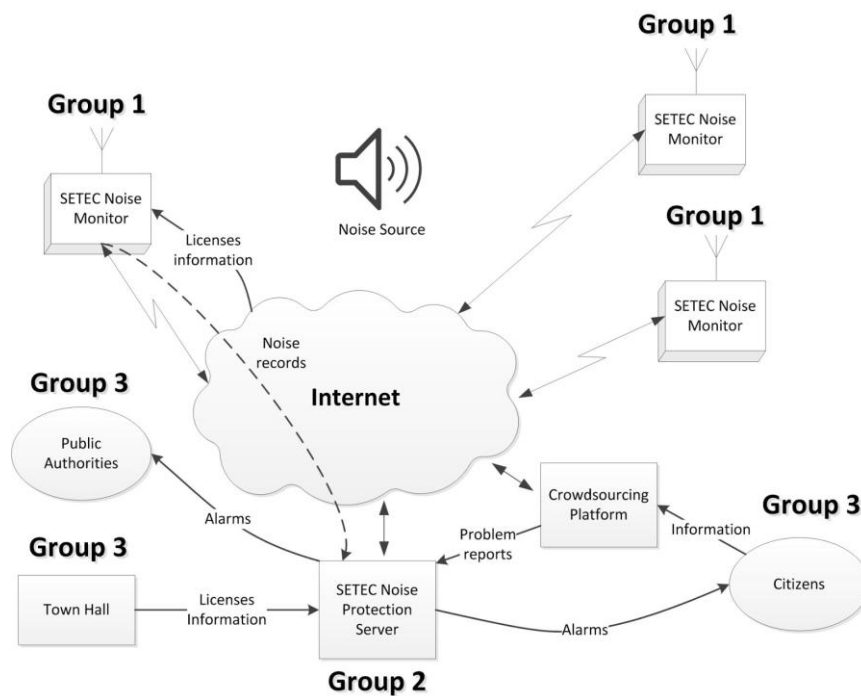 Group 1
SETEC Noise
Monitor
Group 1
SETEC Noise
Monitor
Noise Source
Group 1
SETEC Noise
Monitor
Licenses
information
Noise
records
Internet
Group 3
Public
Authorities
Alarms
Crowdsourcing
Platform
Problem
reports
Information
Group 3
Citizens
Group 3
Town Hall
Licenses
Information
SETEC Noise
Protection
Server
Alarms
Group 2